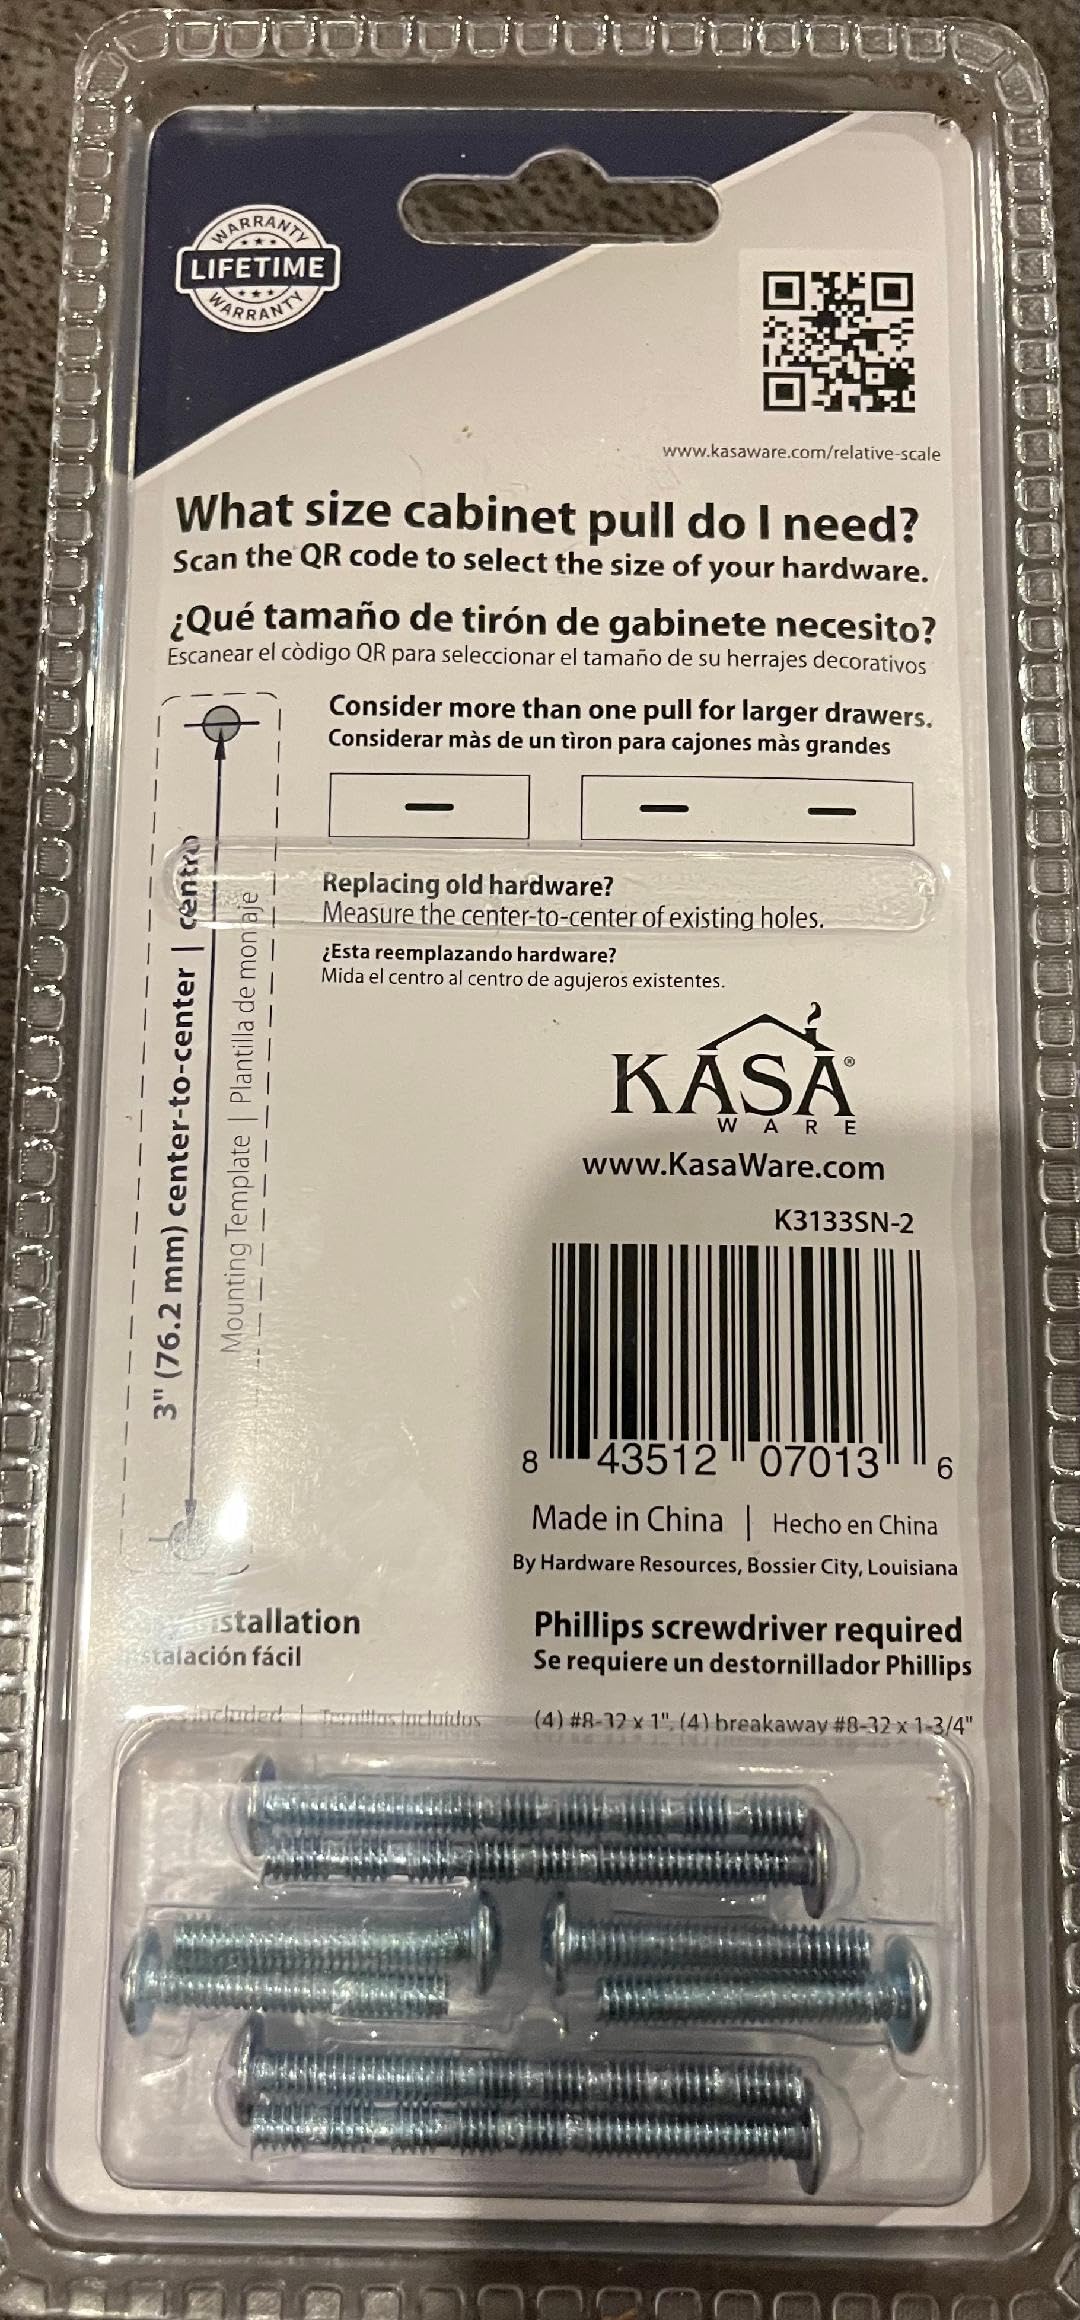 WARRANTY
LIFETIME
WARRANTY
www.kasaware.com/relative-scale
What size cabinet pull do I need?
Scan the QR code to select the size of your hardware.
¿Qué tamaño de tirón de gabinete necesito?
Escanear el còdigo QR para seleccionar el tamaño de su herrajes decorativos
Consider more than one pull for larger drawers.
Considerar màs de un tìron para cajones màs grandes
3" (76.2 mm) center-to-center | centro
Mounting Template | Plantilla de montaje
Replacing old hardware?
Measure the center-to-center of existing holes.
¿Esta reemplazando hardware?
Mida el centro al centro de agujeros existentes.
KASA®
WARE
www.KasaWare.com
K3133SN-2
8 43512 07013 6
Made in China | Hecho en China
By Hardware Resources, Bossier City, Louisiana
Installation
Instalación fácil
Phillips screwdriver required
Se requiere un destornillador Phillips
included | Tornillos Incluídos
(4) #8-32 x 1", (4) breakaway #8-32 x 1-3/4"